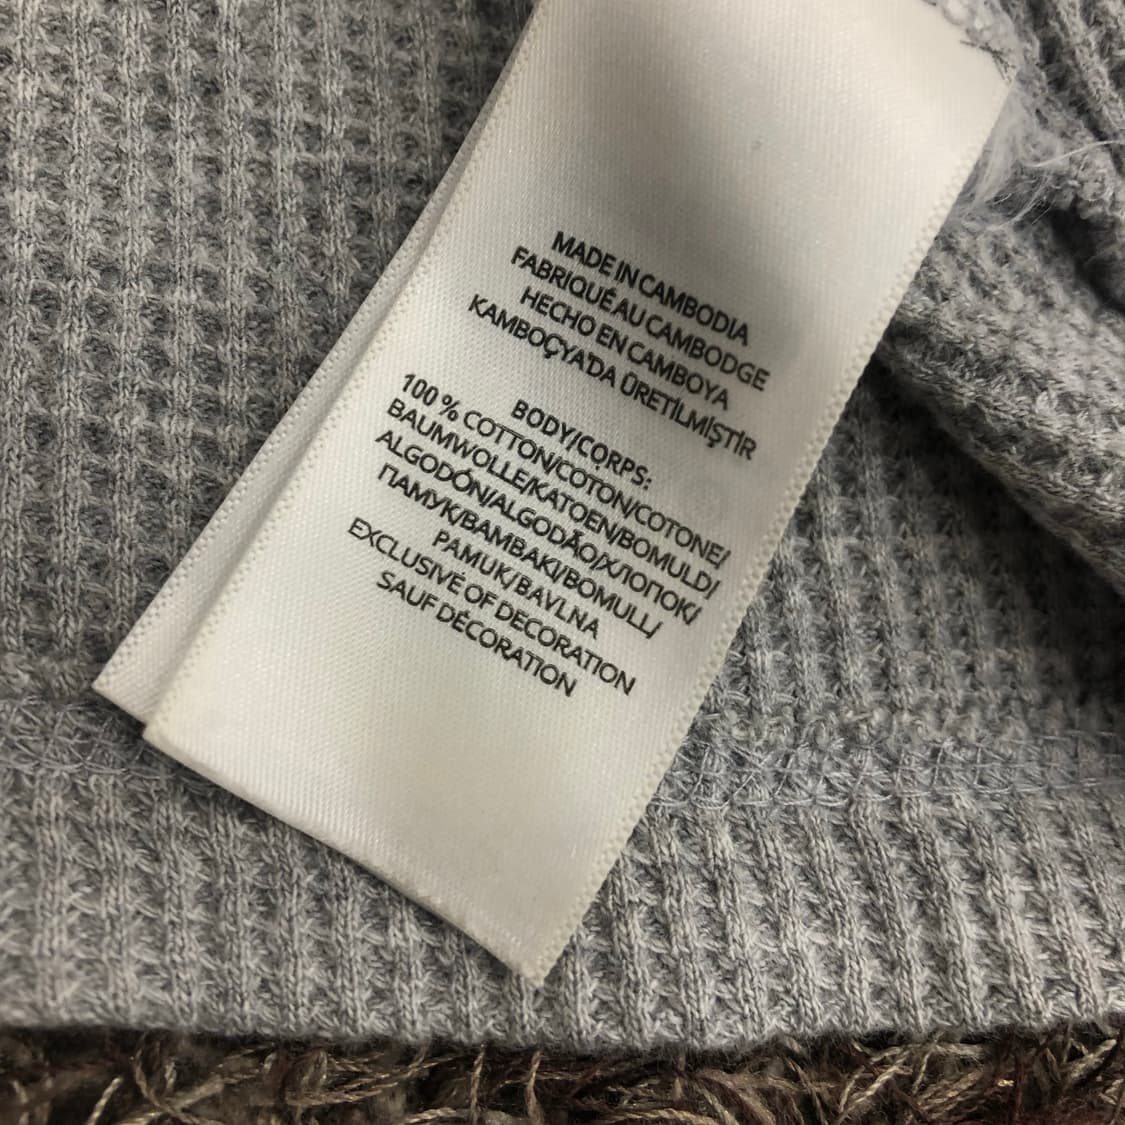 MADE IN CAMBODIA
FABRIQUÉ AU CAMBODGE
HECHO EN CAMBOYA
KAMBOÇYA'DA ÜRETİLMİŞTİR
BODY/CORPS:
100 % COTTON/COTON/COTONE/
BAUMWOLLE/KATOEN/BOMULD/
ALGODÓN/ALGODÃO/ХЛОПОК/
ПАМУК/BAMBAKI/BOMULL/
PAMUK/BAVLNA
EXCLUSIVE OF DECORATION
SAUF DÉCORATION